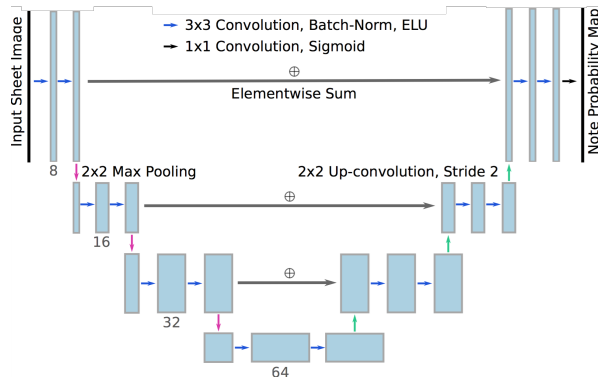 3x3 Convolution, Batch-Norm, ELU
1x1 Convolution, Sigmoid
Input Sheet Image
⊕
Elementwise Sum
Note Probability Map
8
2x2 Max Pooling
2x2 Up-convolution, Stride 2
⊕
16
⊕
32
64